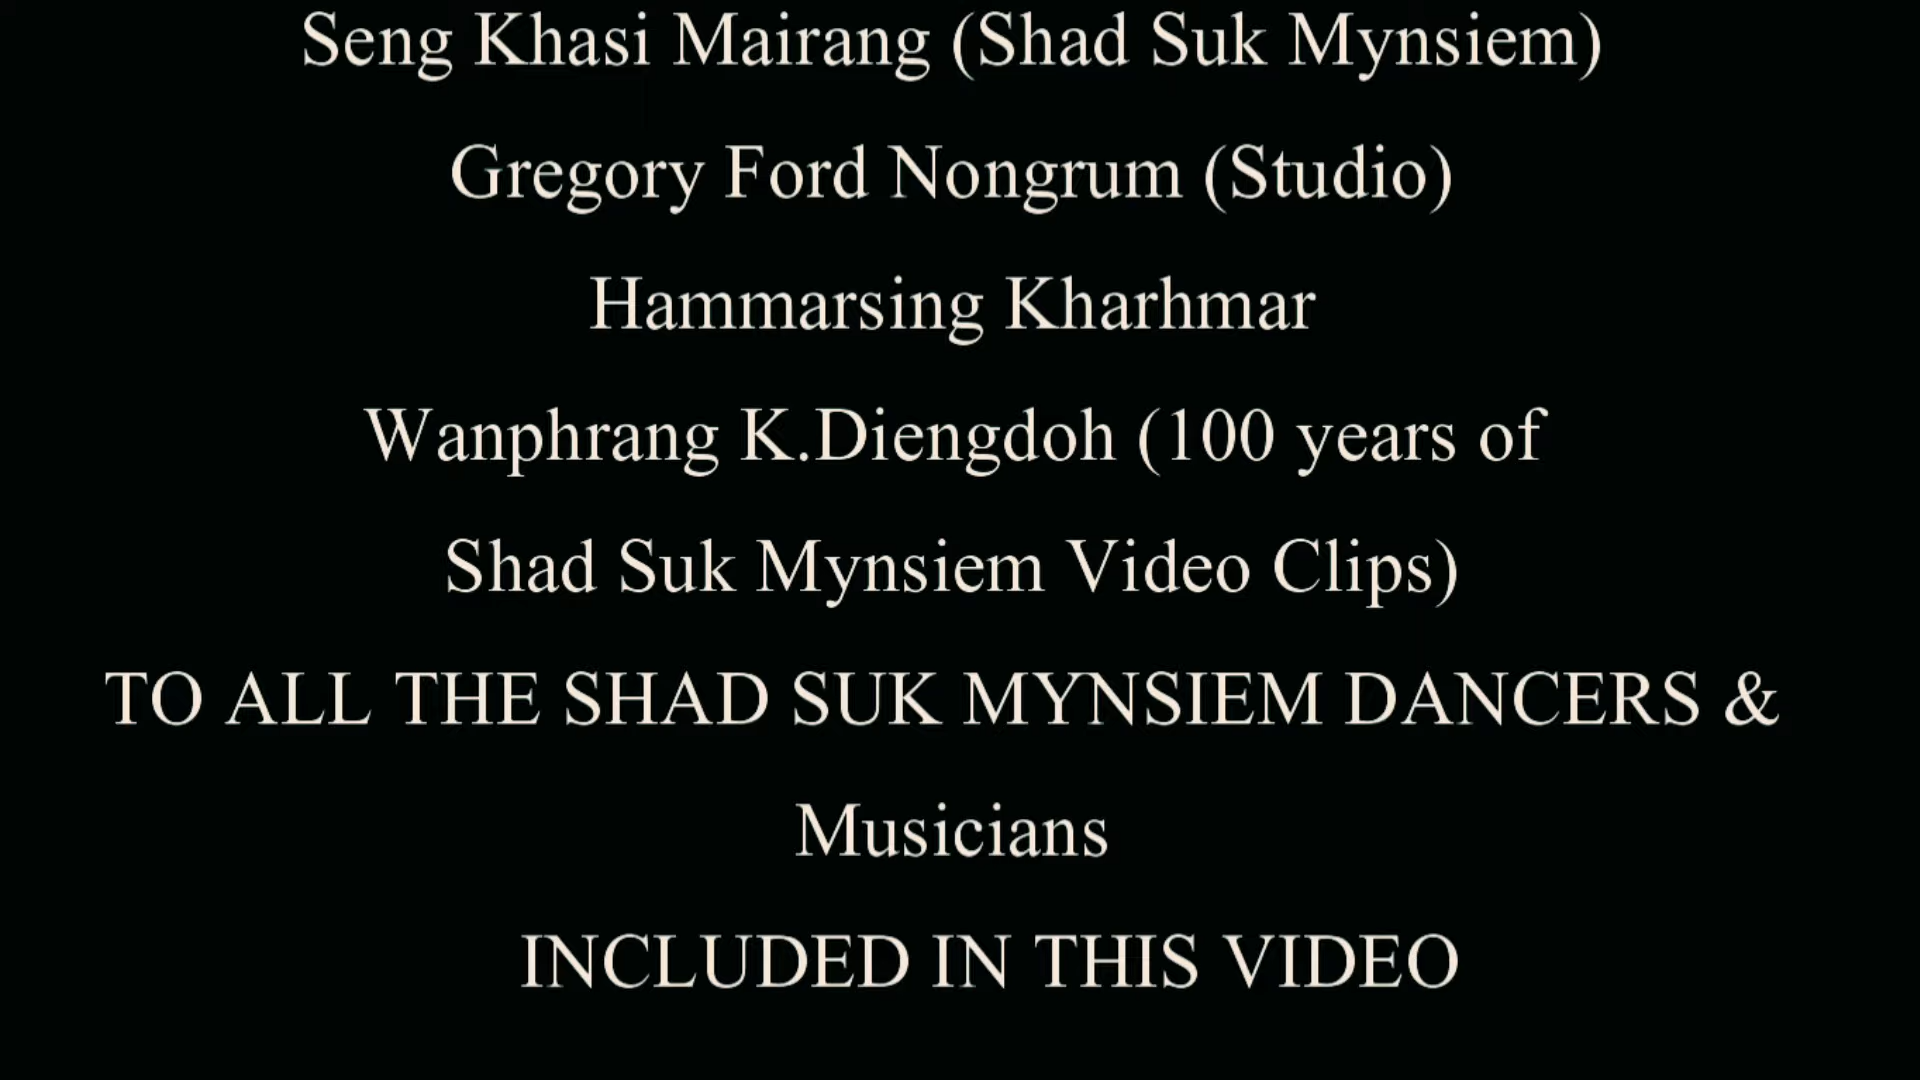 Seng Khasi Mairang (Shad Suk Mynsiem)
Gregory Ford Nongrum (Studio)
Hammarsing Kharhmar
Wanphrang K.Diengdoh (100 years of
Shad Suk Mynsiem Video Clips)
TO ALL THE SHAD SUK MYNSIEM DANCERS &
Musicians
INCLUDED IN THIS VIDEO